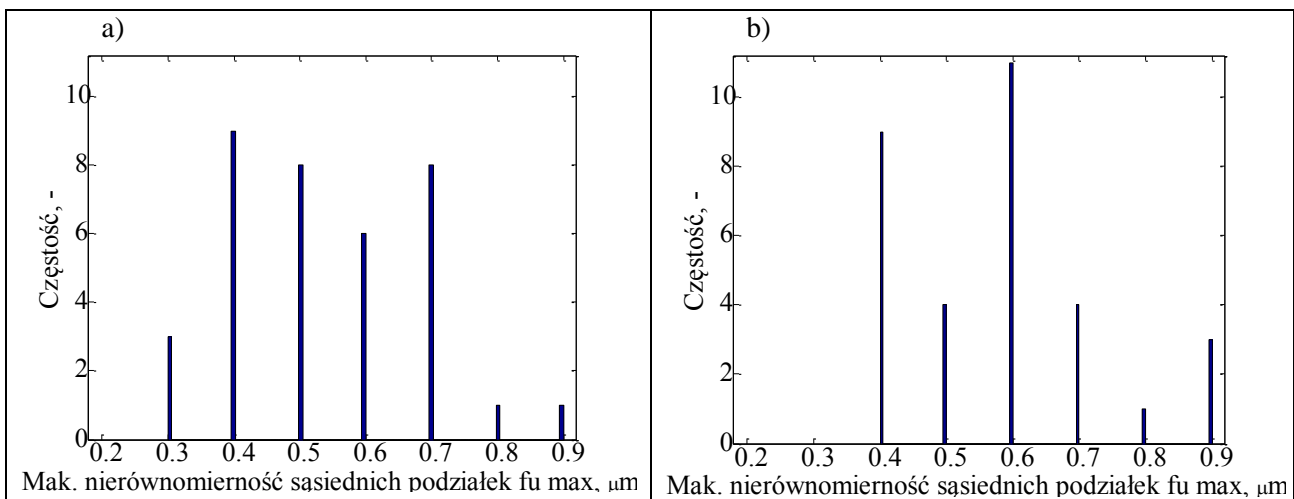 a)
Częstość, -
10
8
6
4
2
0
0.2 0.3 0.4 0.5 0.6 0.7 0.8 0.9
Mak. nierównomierność sąsiednich podziałek fu max, μm
b)
Częstość, -
10
8
6
4
2
0
0.2 0.3 0.4 0.5 0.6 0.7 0.8 0.9
Mak. nierównomierność sąsiednich podziałek fu max, μm